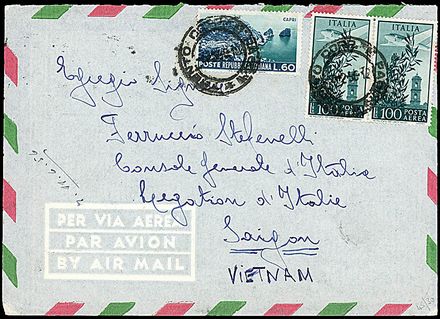 CAPRI
POSTE REPUBBLICA ITALIANA L.60
ITALIA
L 100 POSTA AEREA
ITALIA
L 100 POSTA AEREA
Egregio Sign
Ferruccio Stefenelli
Console Generale d'Italia
Legation d'Italie
Saigon
VIETNAM
PER VIA AEREA
PAR AVION
BY AIR MAIL